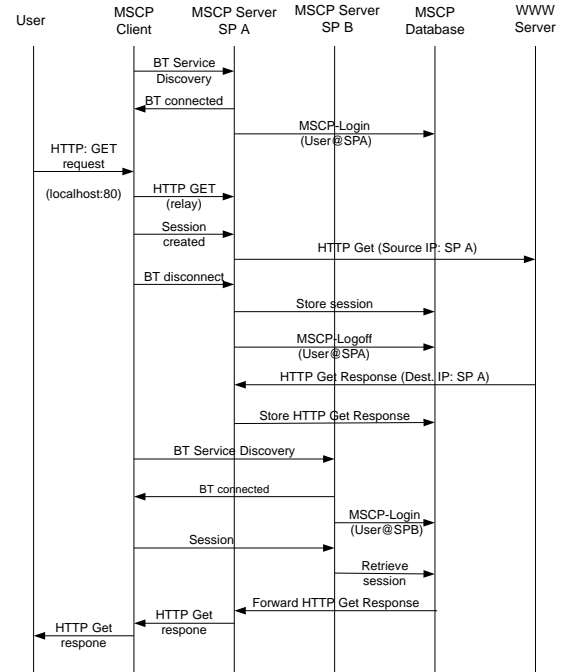 User
MSCP
Client
MSCP Server
SP A
MSCP Server
SP B
MSCP
Database
WWW
Server
BT Service
Discovery
BT connected
MSCP-Login
(User@SPA)
HTTP: GET
request
(localhost:80)
HTTP GET
(relay)
Session
created
HTTP Get (Source IP: SP A)
BT disconnect
Store session
MSCP-Logoff
(User@SPA)
HTTP Get Response (Dest. IP: SP A)
Store HTTP Get Response
BT Service Discovery
BT connected
MSCP-Login
(User@SPB)
Session
Retrieve
session
Forward HTTP Get Response
HTTP Get
respone
HTTP Get
respone